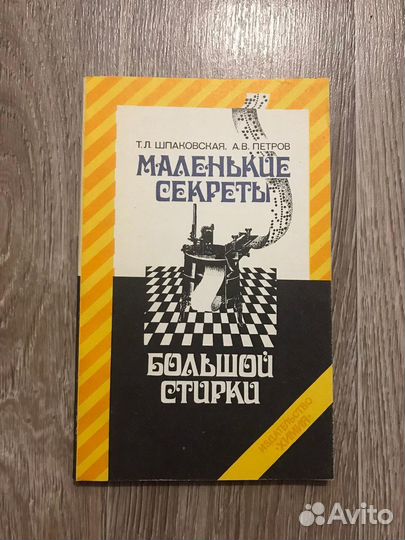 Т.Л. ШПАКОВСКАЯ, А.В. ПЕТРОВ
МАЛЕНЬКИЕ
СЕКРЕТЫ
БОЛЬШОЙ
СТИРКИ
ИЗДАТЕЛЬСТВО
"ХИМИЯ"
Avito